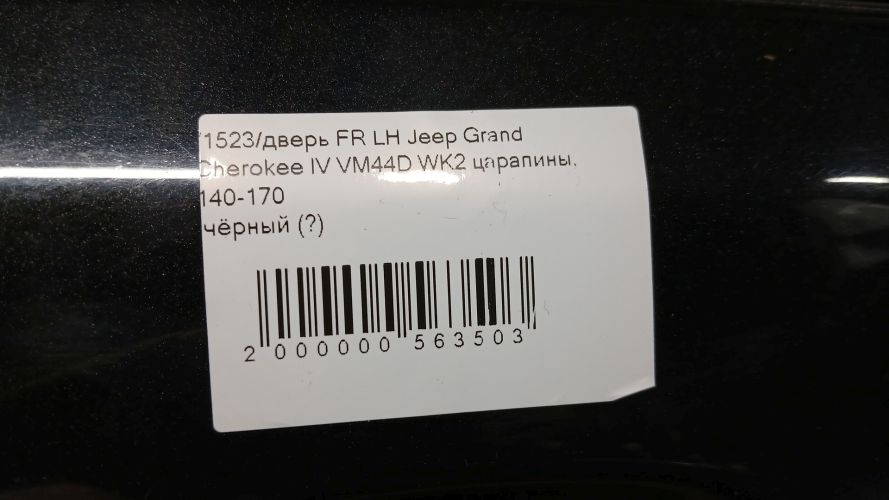 1523/дверь FR LH Jeep Grand
Cherokee IV VM44D WK2 царапины.
140-170
чёрный (?)
2 000000 563503